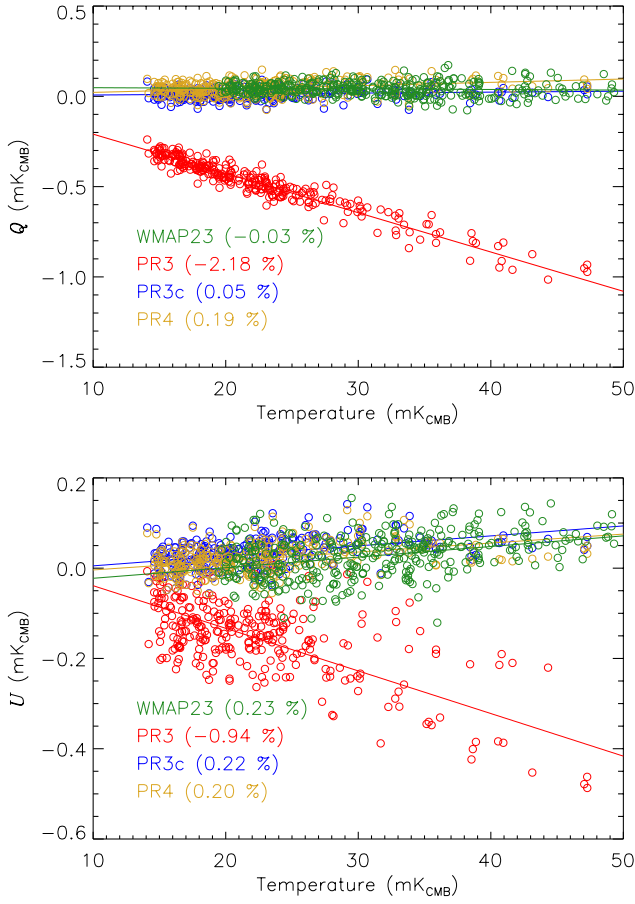 0.5
0.0
−0.5
−1.0
−1.5
Q (mK_CMB)
WMAP23 (−0.03 %)
PR3 (−2.18 %)
PR3c (0.05 %)
PR4 (0.19 %)
10 20 30 40 50
Temperature (mK_CMB)
0.2
0.0
−0.2
−0.4
−0.6
U (mK_CMB)
WMAP23 (0.23 %)
PR3 (−0.94 %)
PR3c (0.22 %)
PR4 (0.20 %)
10 20 30 40 50
Temperature (mK_CMB)